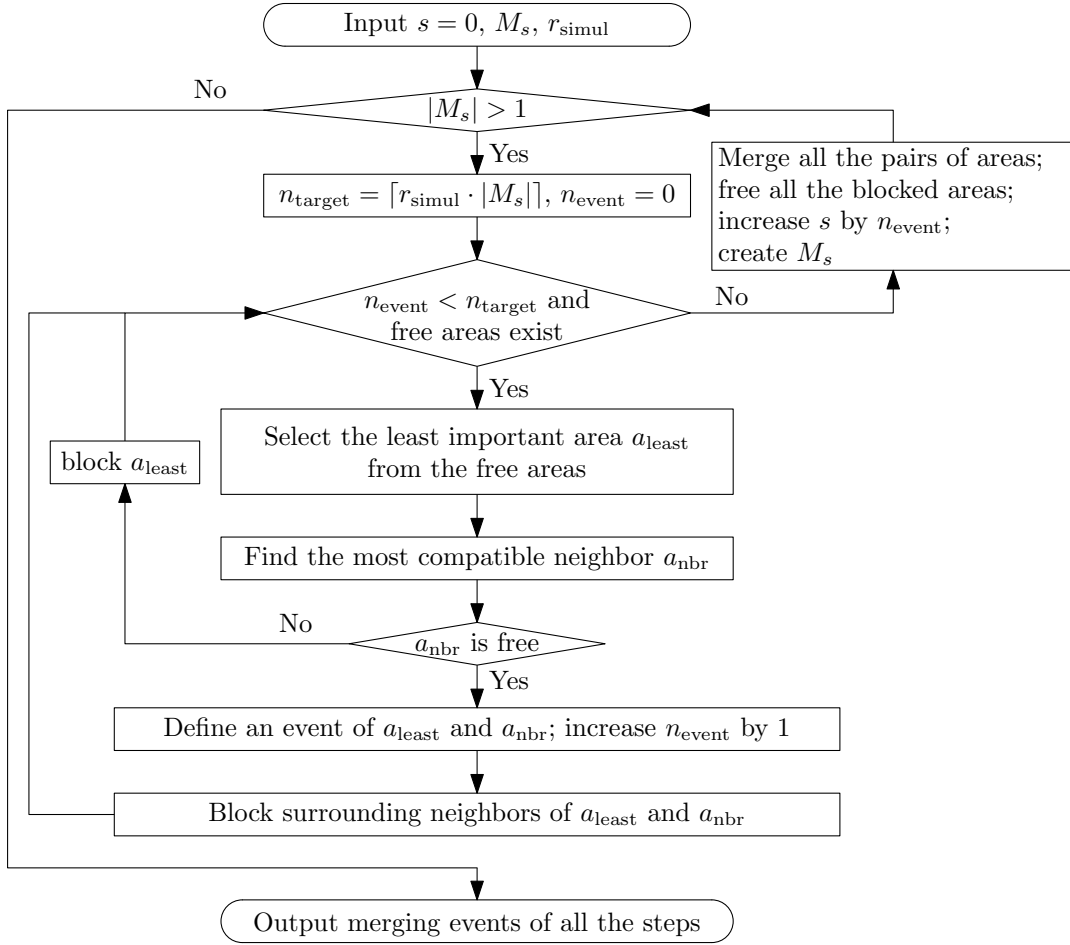 Input s = 0, M_s, r_simul
No
|M_s| > 1
Yes
Merge all the pairs of areas;
free all the blocked areas;
increase s by n_event;
create M_s
n_target = ⌈r_simul · |M_s|⌉, n_event = 0
n_event < n_target and
free areas exist
No
Yes
Select the least important area a_least
from the free areas
block a_least
Find the most compatible neighbor a_nbr
No
a_nbr is free
Yes
Define an event of a_least and a_nbr; increase n_event by 1
Block surrounding neighbors of a_least and a_nbr
Output merging events of all the steps